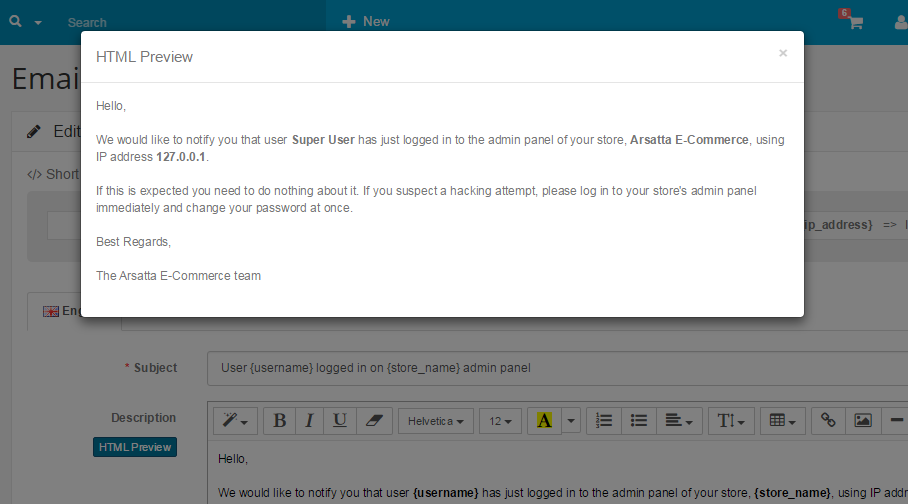 Search
New
6
HTML Preview
×
Emai
Hello,
Edit
We would like to notify you that user Super User has just logged in to the admin panel of your store, Arsatta E-Commerce, using
IP address 127.0.0.1.
</> Short
If this is expected you need to do nothing about it. If you suspect a hacking attempt, please log in to your store's admin panel
immediately and change your password at once.
ip_address} =>
Best Regards,
The Arsatta E-Commerce team
En
* Subject
User {username} logged in on {store_name} admin panel
Description
B I U Helvetica 12 A T
HTML Preview
Hello,
We would like to notify you that user {username} has just logged in to the admin panel of your store, {store_name}, using IP addr